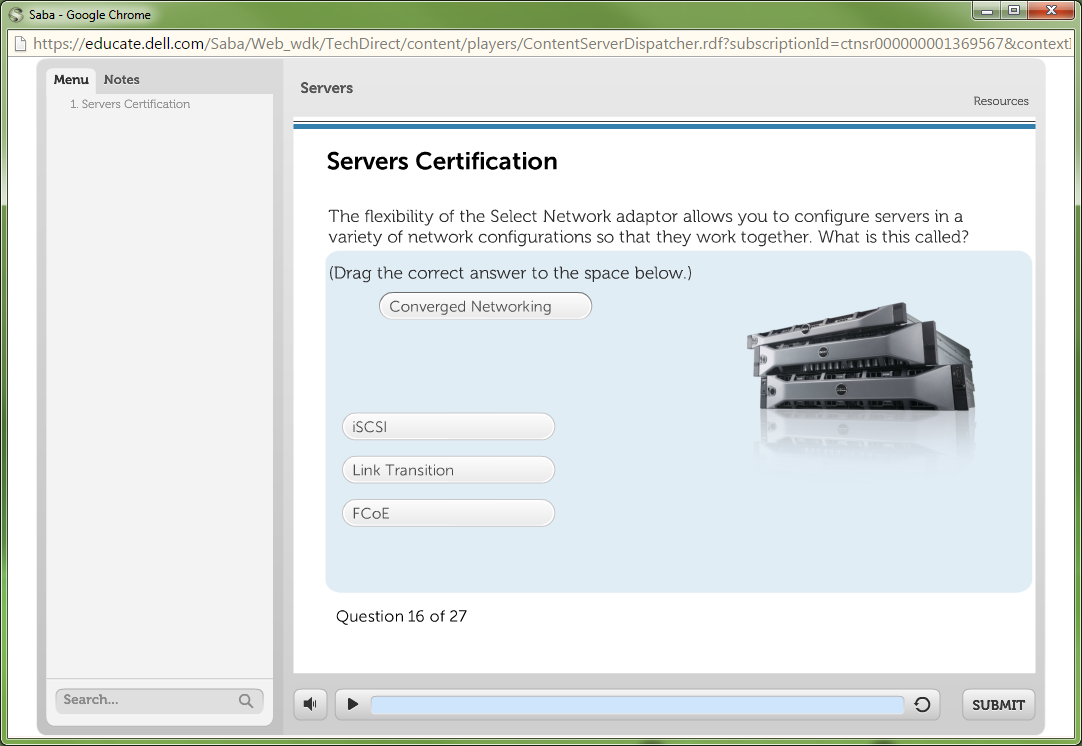 Saba - Google Chrome
https://educate.dell.com/Saba/Web_wdk/TechDirect/content/players/ContentServerDispatcher.rdf?subscriptionId=ctnsr000000001369567&context
Menu Notes
1. Servers Certification
Servers
Resources
Servers Certification
The flexibility of the Select Network adaptor allows you to configure servers in a
variety of network configurations so that they work together. What is this called?
(Drag the correct answer to the space below.)
Converged Networking
iSCSI
Link Transition
FCoE
Question 16 of 27
Search...
SUBMIT